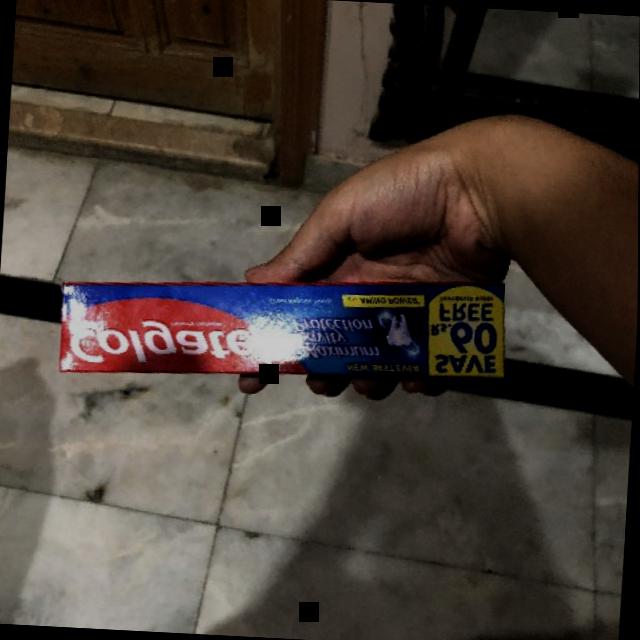 Colgate
Maximum
CAVITY
Protection
+ AMINO POWER
SAVE
Rs. 60
FREE